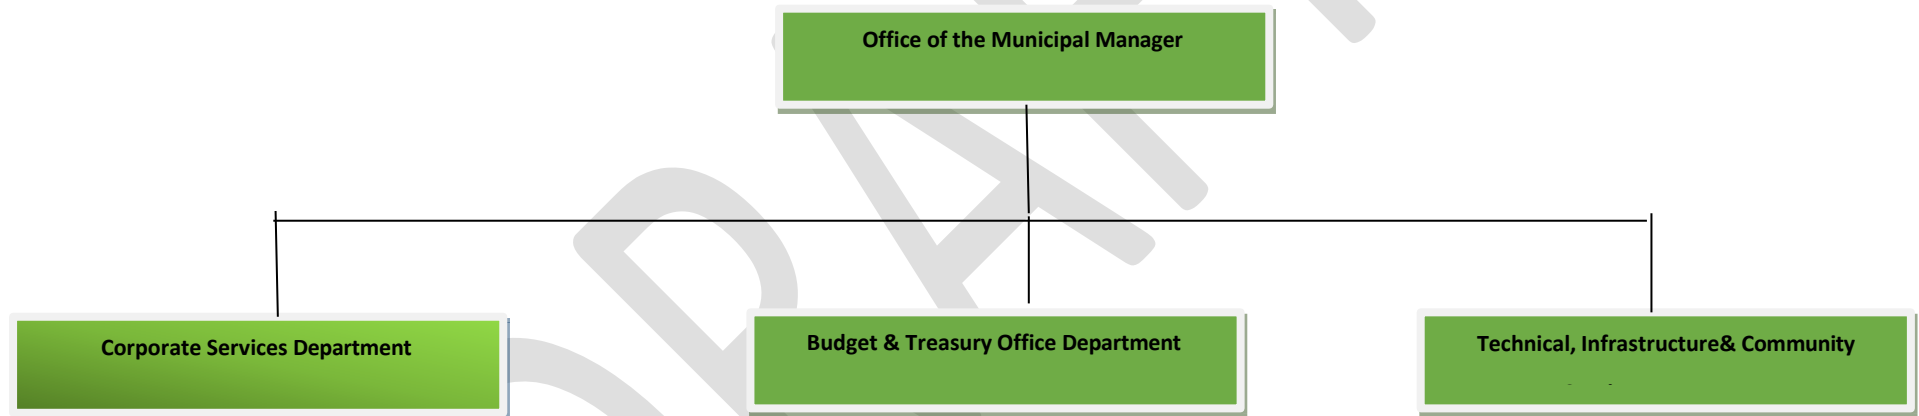 Office of the Municipal Manager
Corporate Services Department
Budget & Treasury Office Department
Technical, Infrastructure& Community